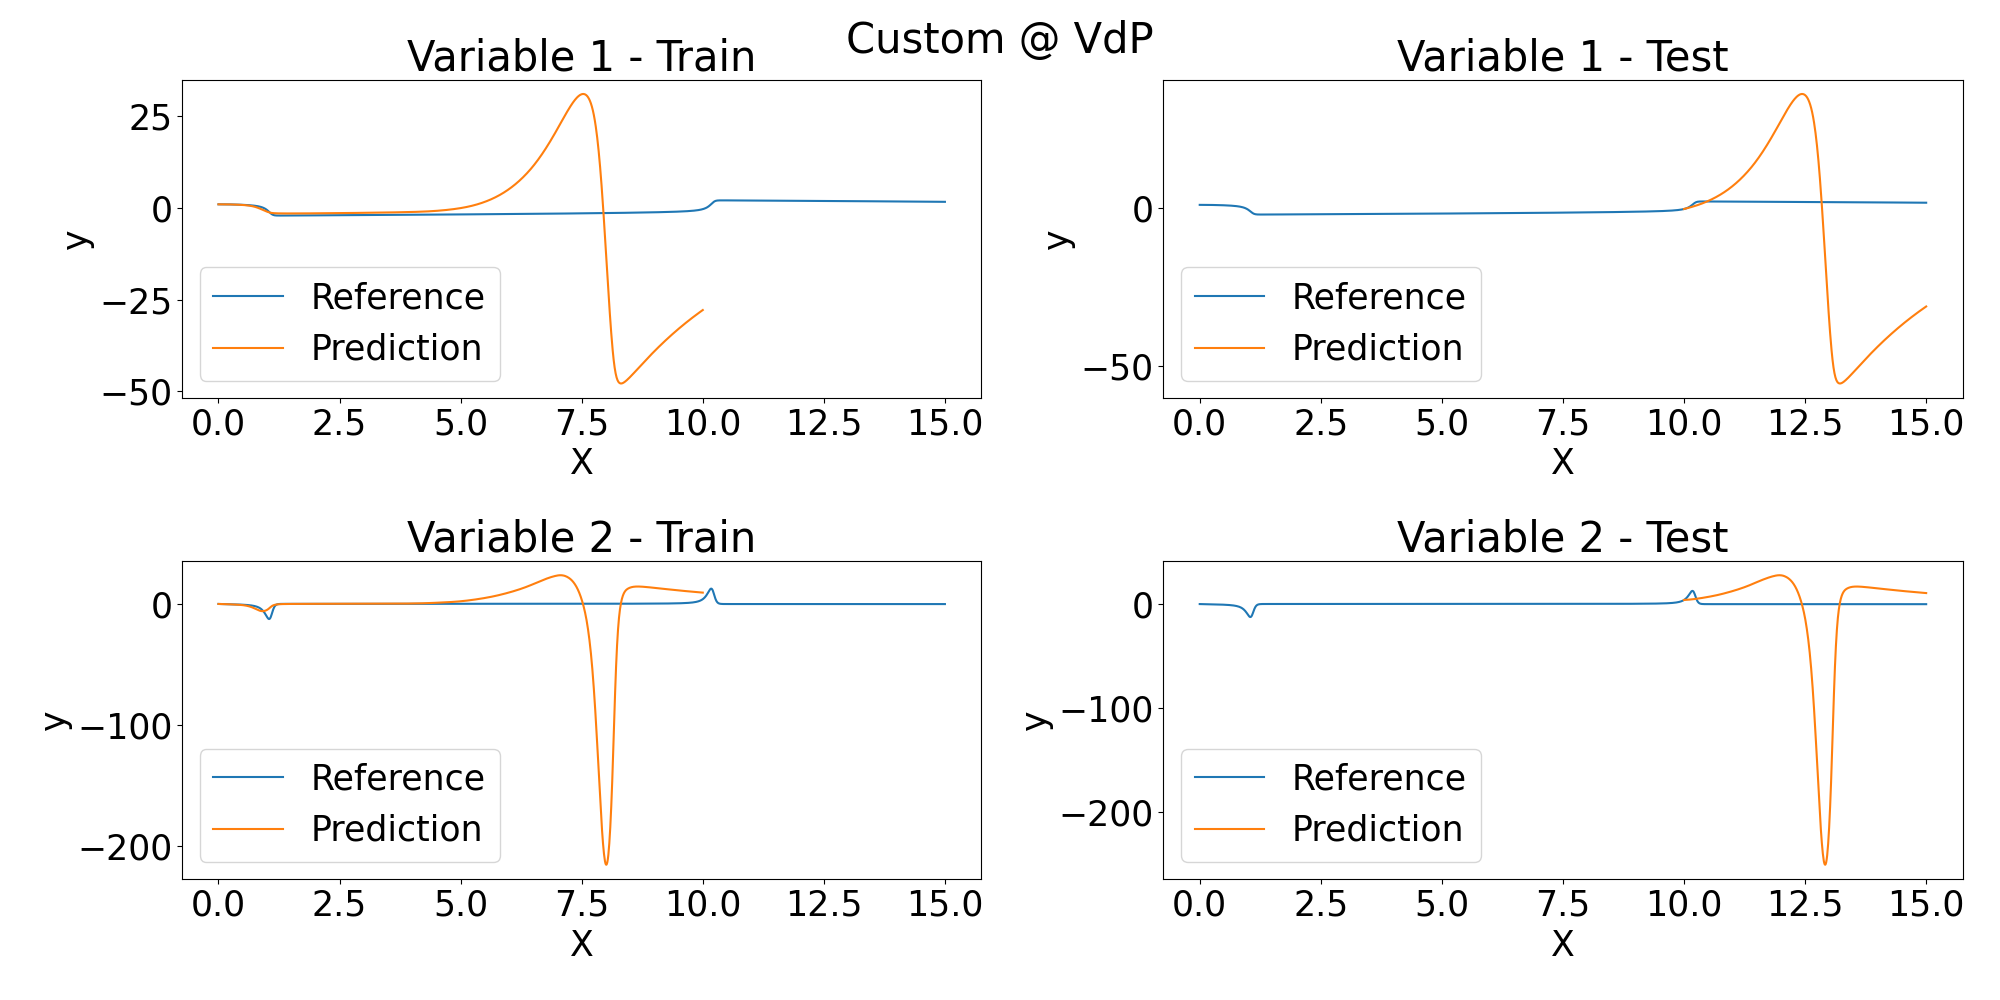 Custom @ VdP
Variable 1 - Train
25
0
−25
−50
y
Reference
Prediction
0.0 2.5 5.0 7.5 10.0 12.5 15.0
X
Variable 1 - Test
0
−50
y
Reference
Prediction
0.0 2.5 5.0 7.5 10.0 12.5 15.0
X
Variable 2 - Train
0
−100
−200
y
Reference
Prediction
0.0 2.5 5.0 7.5 10.0 12.5 15.0
X
Variable 2 - Test
0
−100
−200
y
Reference
Prediction
0.0 2.5 5.0 7.5 10.0 12.5 15.0
X